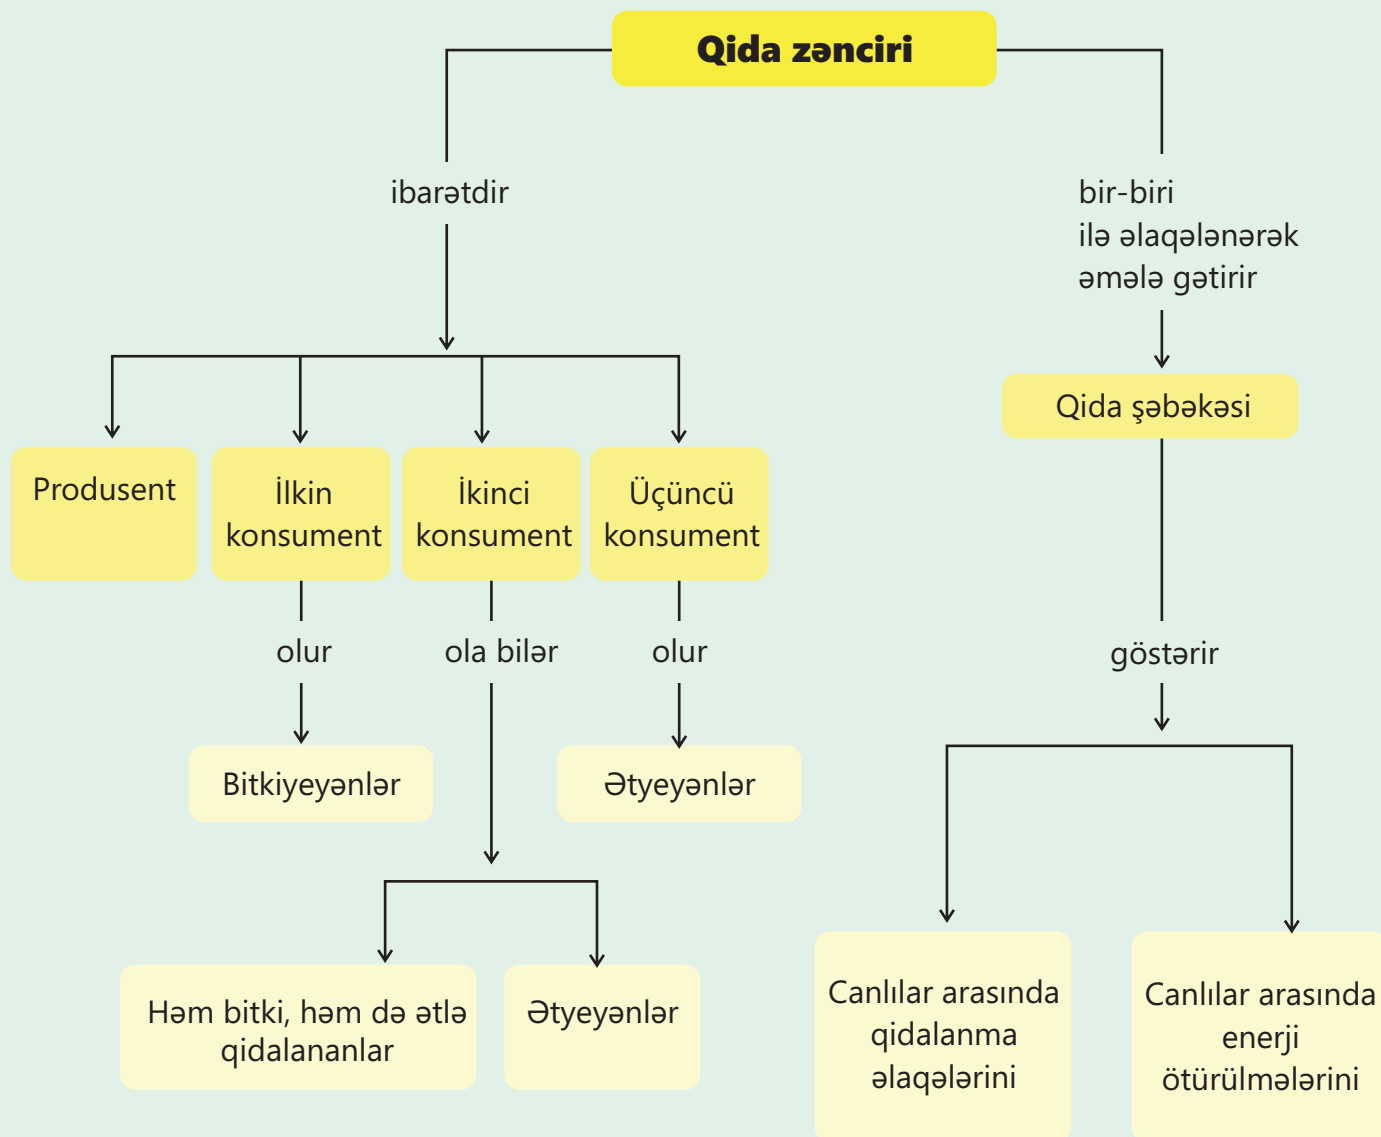 Qida zənciri
ibarətdir
bir-biri
ilə əlaqələnərək
əmələ gətirir
Qida şəbəkəsi
Produsent
İlkin
konsument
İkinci
konsument
Üçüncü
konsument
olur
ola bilər
olur
göstərir
Bitkiyeyənlər
Ətyeyənlər
Həm bitki, həm də ətlə
qidalananlar
Ətyeyənlər
Canlılar arasında
qidalanma
əlaqələrini
Canlılar arasında
enerji
ötürülmələrini